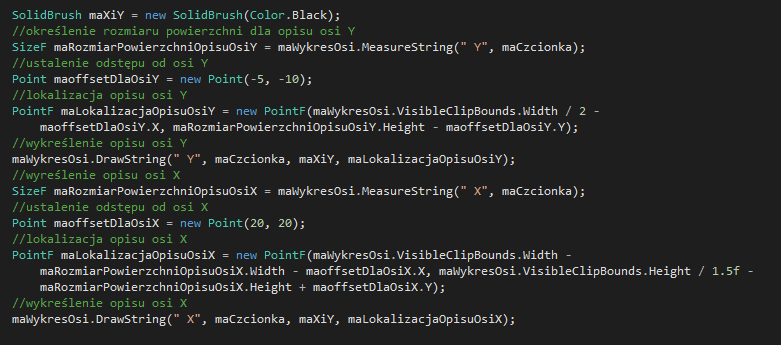 SolidBrush maXiY = new SolidBrush(Color.Black);
//określenie rozmiaru powierzchni dla opisu osi Y
SizeF maRozmiarPowierzchniOpisuOsiY = maWykresOsi.MeasureString(" Y", maCzcionka);
//ustalenie odstępu od osi Y
Point maoffsetDlaOsiY = new Point(-5, -10);
//lokalizacja opisu osi Y
PointF maLokalizacjaOpisuOsiY = new PointF(maWykresOsi.VisibleClipBounds.Width / 2 -
maoffsetDlaOsiY.X, maRozmiarPowierzchniOpisuOsiY.Height - maoffsetDlaOsiY.Y);
//wykreślenie opisu osi Y
maWykresOsi.DrawString(" Y", maCzcionka, maXiY, maLokalizacjaOpisuOsiY);
//wyreślenie opisu osi X
SizeF maRozmiarPowierzchniOpisuOsiX = maWykresOsi.MeasureString(" X", maCzcionka);
//ustalenie odstępu od osi X
Point maoffsetDlaOsiX = new Point(20, 20);
//lokalizacja opisu osi X
PointF maLokalizacjaOpisuOsiX = new PointF(maWykresOsi.VisibleClipBounds.Width -
maRozmiarPowierzchniOpisuOsiX.Width - maoffsetDlaOsiX.X, maWykresOsi.VisibleClipBounds.Height / 1.5f -
maRozmiarPowierzchniOpisuOsiX.Height + maoffsetDlaOsiX.Y);
//wykreślenie opisu osi X
maWykresOsi.DrawString(" X", maCzcionka, maXiY, maLokalizacjaOpisuOsiX);